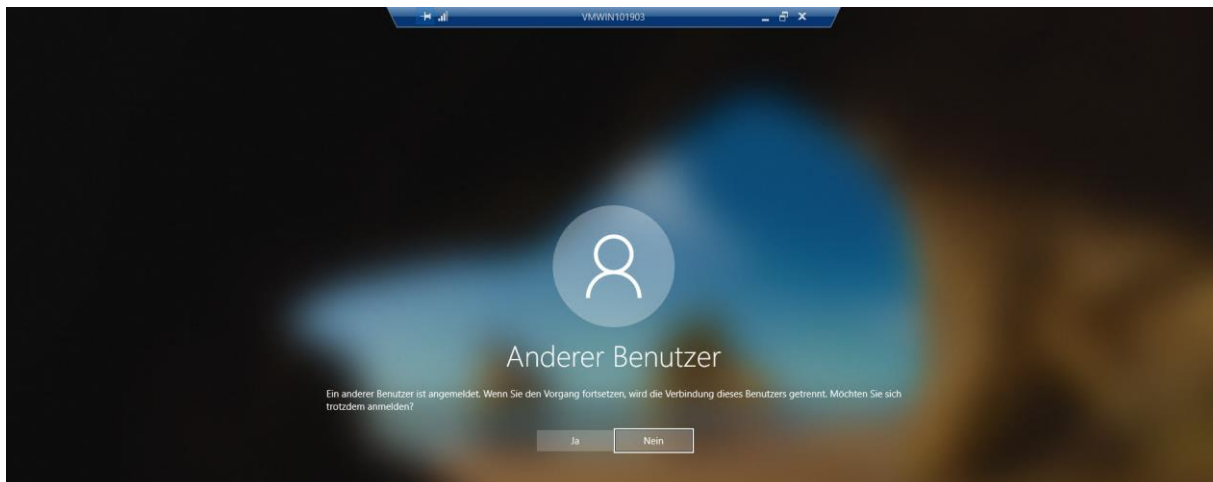 VMWIN101903
Anderer Benutzer
Ein anderer Benutzer ist angemeldet. Wenn Sie den Vorgang fortsetzen, wird die Verbindung dieses Benutzers getrennt. Möchten Sie sich
trotzdem anmelden?
Ja Nein